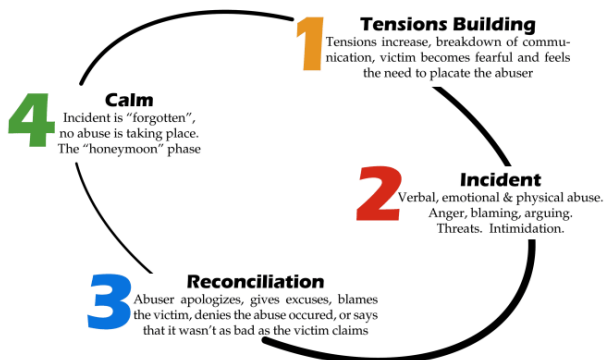 1
Tensions Building
Tensions increase, breakdown of commu-
nication, victim becomes fearful and feels
the need to placate the abuser
2
Incident
Verbal, emotional & physical abuse.
Anger, blaming, arguing.
Threats. Intimidation.
3
Reconciliation
Abuser apologizes, gives excuses, blames
the victim, denies the abuse occured, or says
that it wasn't as bad as the victim claims
4
Calm
Incident is “forgotten”,
no abuse is taking place.
The “honeymoon” phase